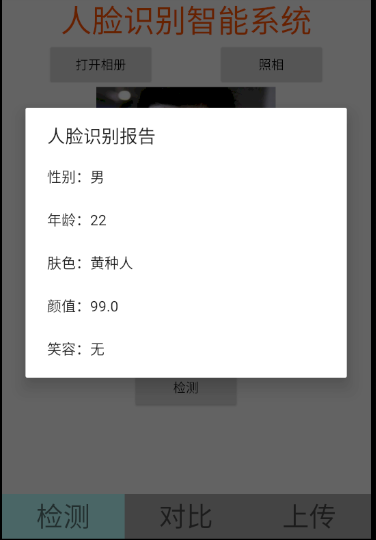 人脸识别智能系统
打开相册
照相
人脸识别报告
性别：男
年龄：22
肤色：黄种人
颜值：99.0
笑容：无
检测
检测
对比
上传